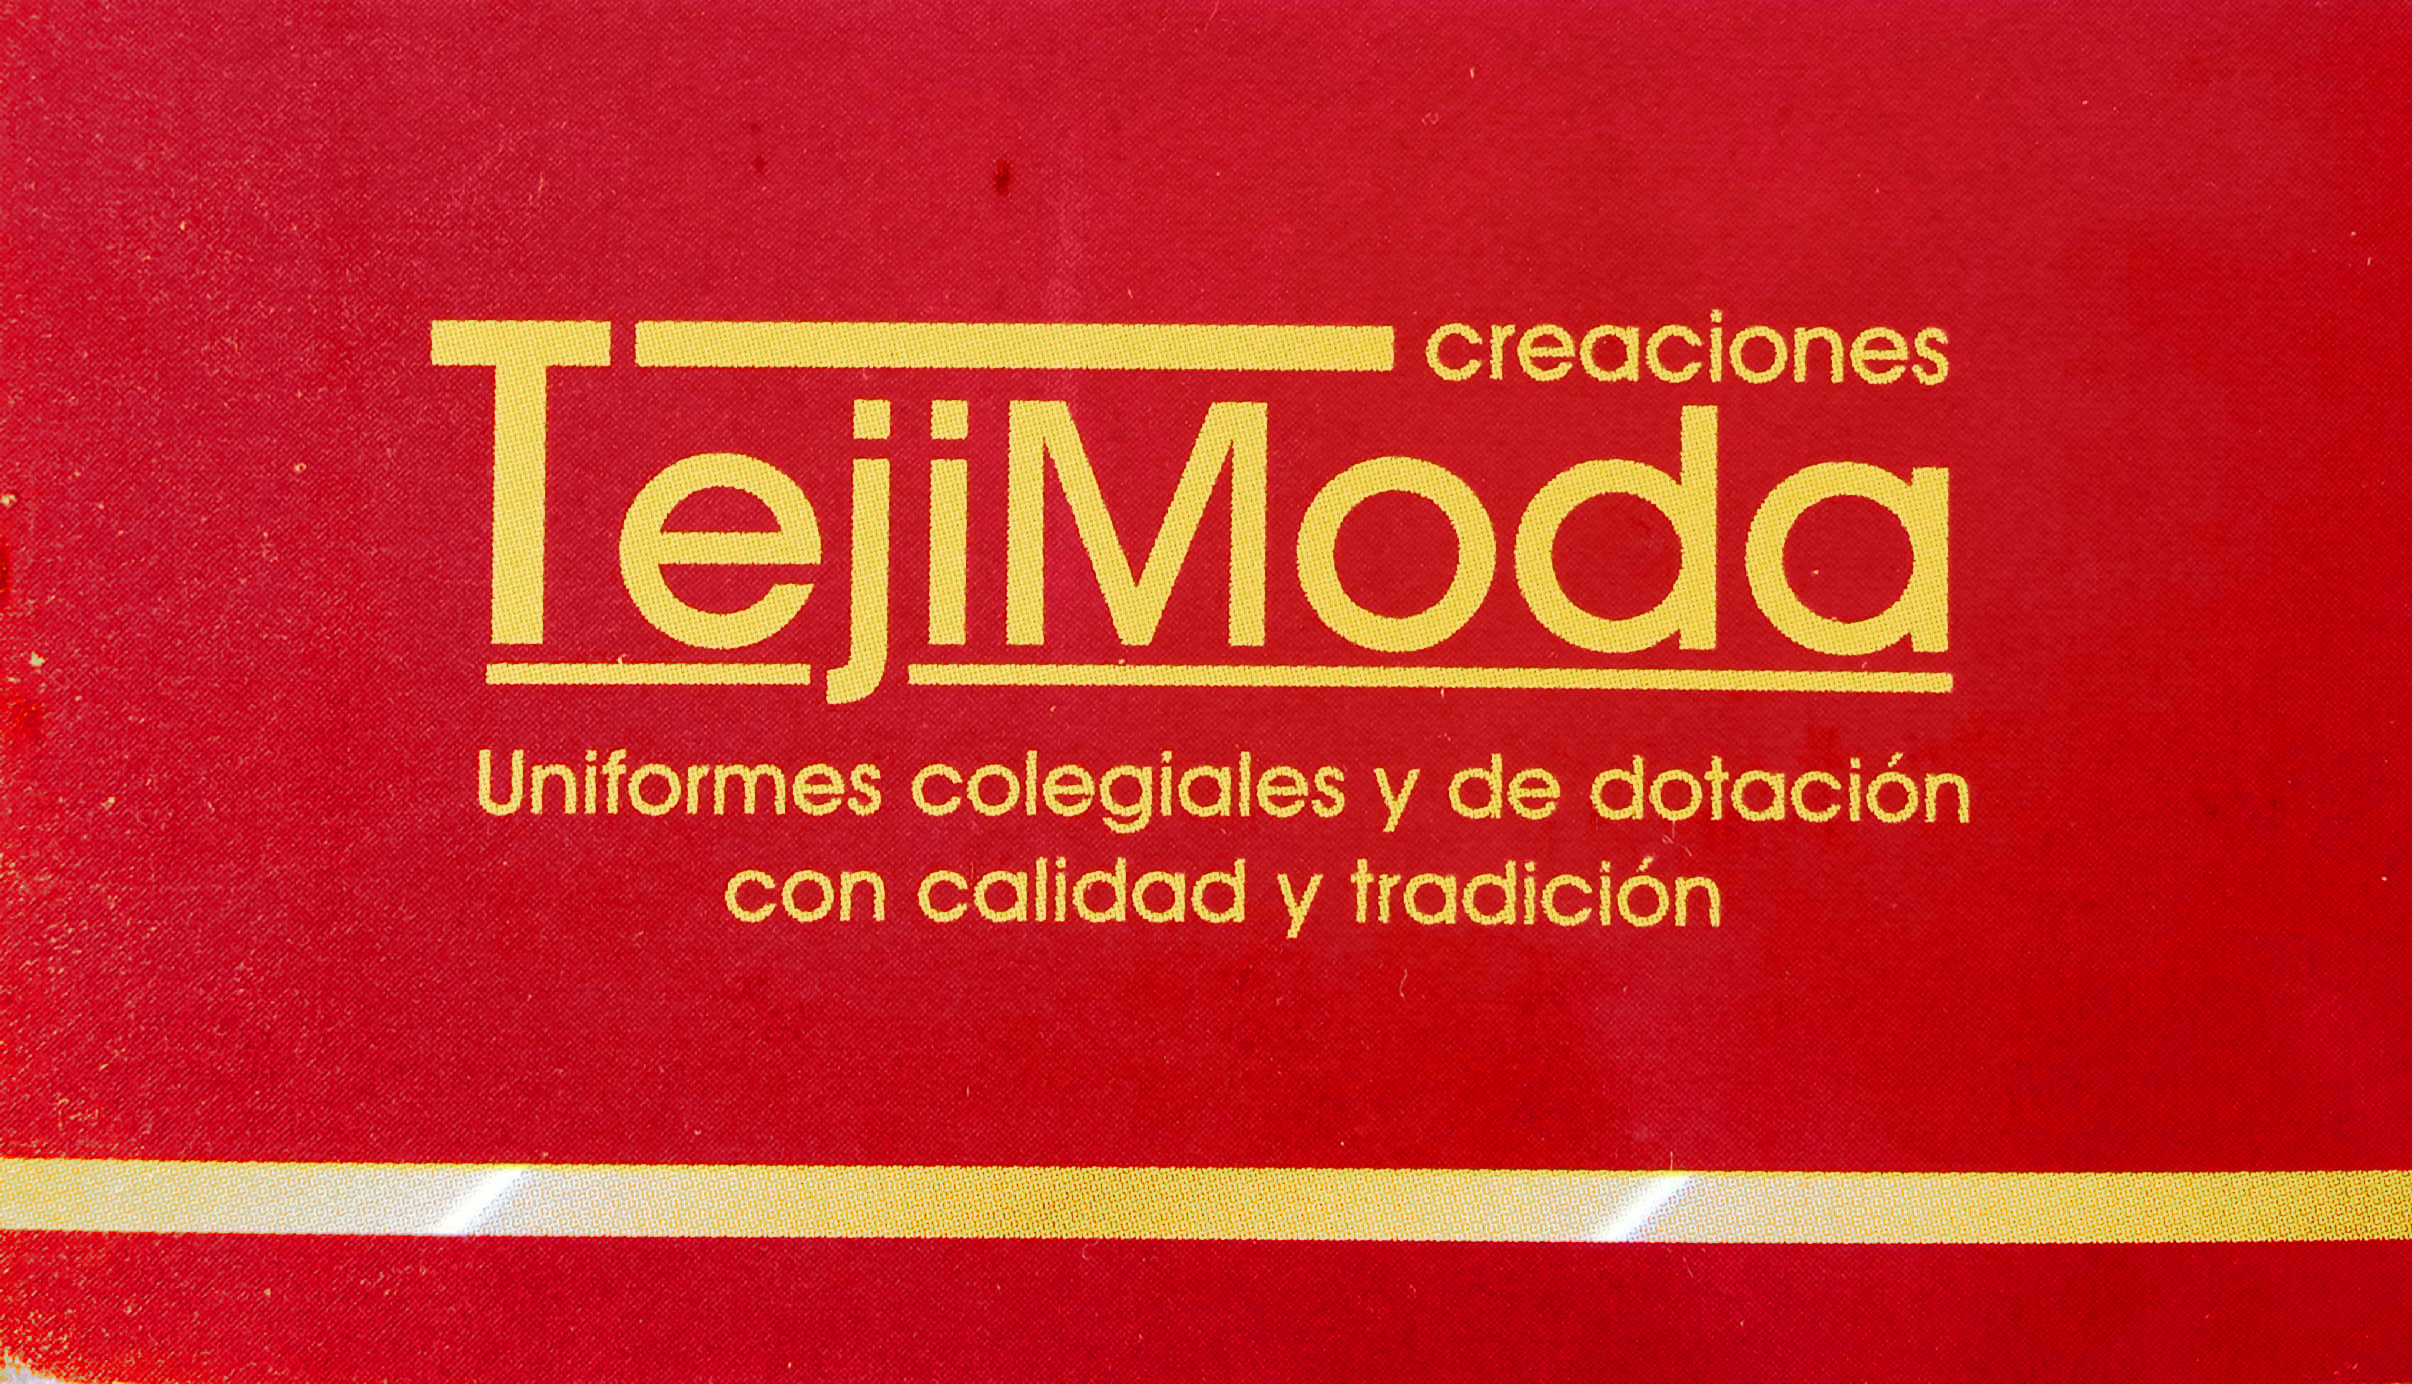 creaciones
TejiModa
Uniformes colegiales y de dotación
con calidad y tradición